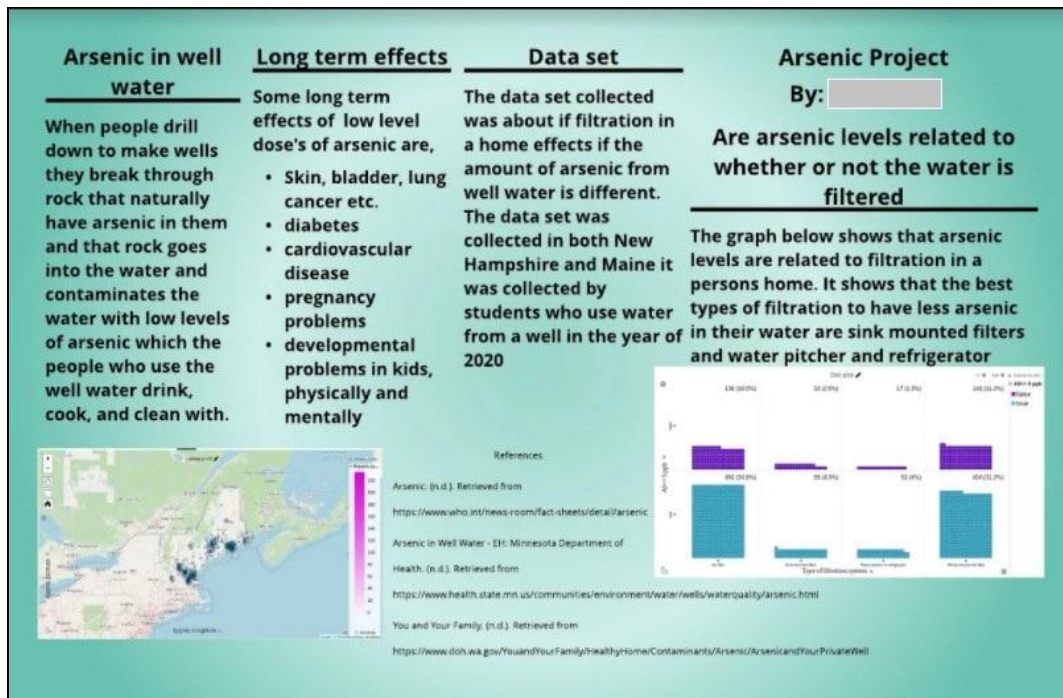 Arsenic in well
water
When people drill
down to make wells
they break through
rock that naturally
have arsenic in them
and that rock goes
into the water and
contaminates the
water with low levels
of arsenic which the
people who use the
well water drink,
cook, and clean with.
Long term effects
Some long term
effects of low level
dose's of arsenic are,
• Skin, bladder, lung
cancer etc.
• diabetes
• cardiovascular
disease
• pregnancy
problems
• developmental
problems in kids,
physically and
mentally
Data set
The data set collected
was about if filtration in
a home effects if the
amount of arsenic from
well water is different.
The data set was
collected in both New
Hampshire and Maine it
was collected by
students who use water
from a well in the year of
2020
Arsenic Project
By:
Are arsenic levels related to
whether or not the water is
filtered
The graph below shows that arsenic
levels are related to filtration in a
persons home. It shows that the best
types of filtration to have less arsenic
in their water are sink mounted filters
and water pitcher and refrigerator
Dot plot
false
true
Type of filtration system
References
Arsenic. (n.d.). Retrieved from
https://www.who.int/news-room/fact-sheets/detail/arsenic
Arsenic in Well Water - EH: Minnesota Department of
Health. (n.d.). Retrieved from
https://www.health.state.mn.us/communities/environment/water/wells/waterquality/arsenic.html
You and Your Family. (n.d.). Retrieved from
https://www.doh.wa.gov/YouandYourFamily/HealthyHome/Contaminants/Arsenic/ArsenicandYourPrivateWell